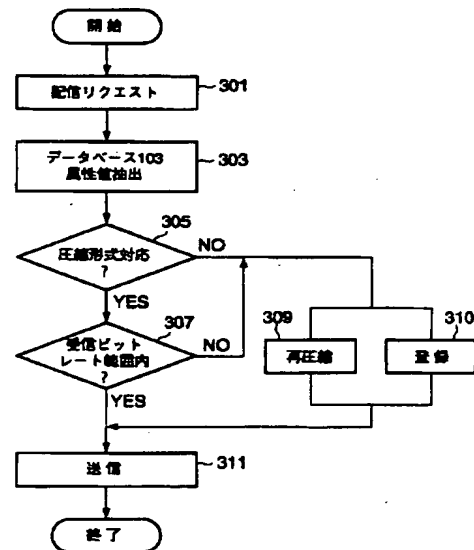 開始
配信リクエスト
301
データベース103
属性値抽出
303
305
圧縮形式対応
?
NO
YES
307
受信ビット
レート範囲内
?
NO
YES
309
再圧縮
310
登録
送信
311
終了